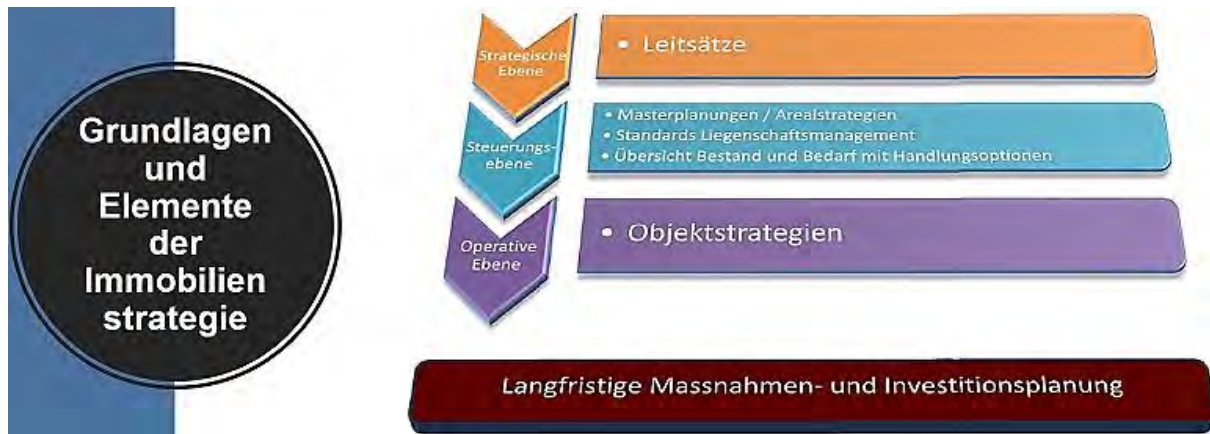 Grundlagen
und
Elemente
der
Immobilien
strategie
Strategische
Ebene
• Leitsätze
Steuerungs-
ebene
• Masterplanungen / Arealstrategien
• Standards Liegenschaftsmanagement
• Übersicht Bestand und Bedarf mit Handlungsoptionen
Operative
Ebene
• Objektstrategien
Langfristige Massnahmen- und Investitionsplanung